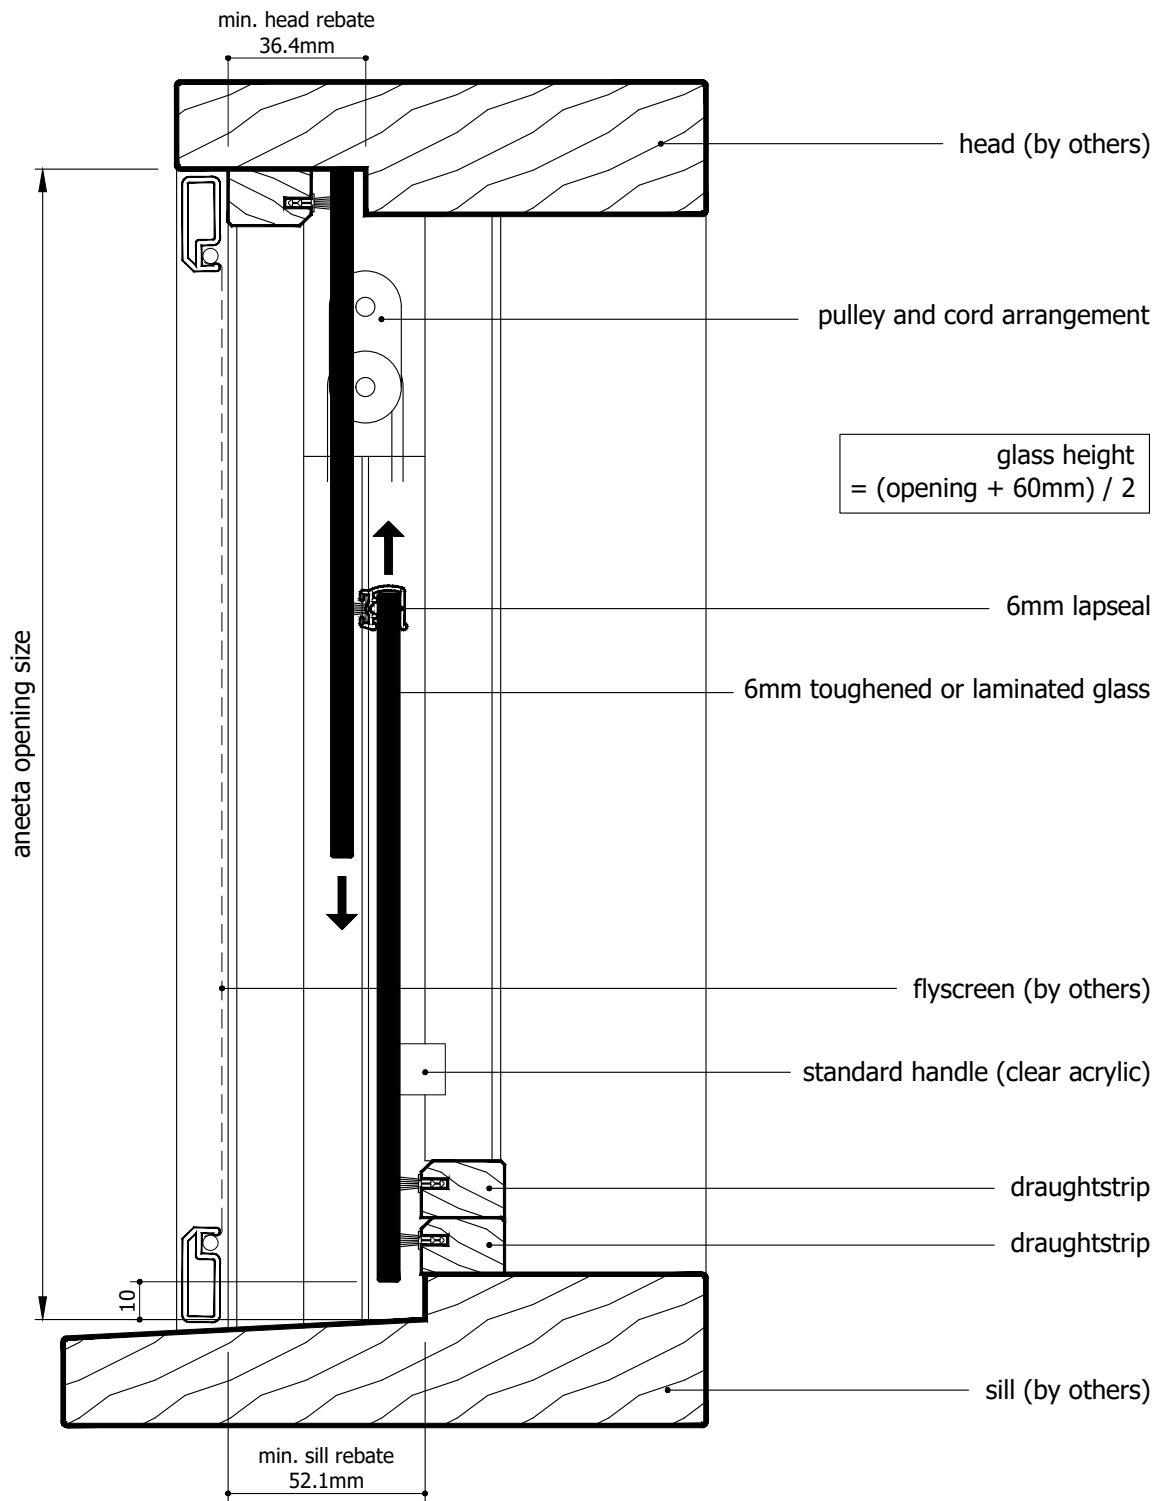 min. head rebate
36.4mm
head (by others)
pulley and cord arrangement
glass height
= (opening + 60mm) / 2
6mm lapseal
6mm toughened or laminated glass
aneeta opening size
flyscreen (by others)
standard handle (clear acrylic)
draughtstrip
draughtstrip
10
sill (by others)
min. sill rebate
52.1mm